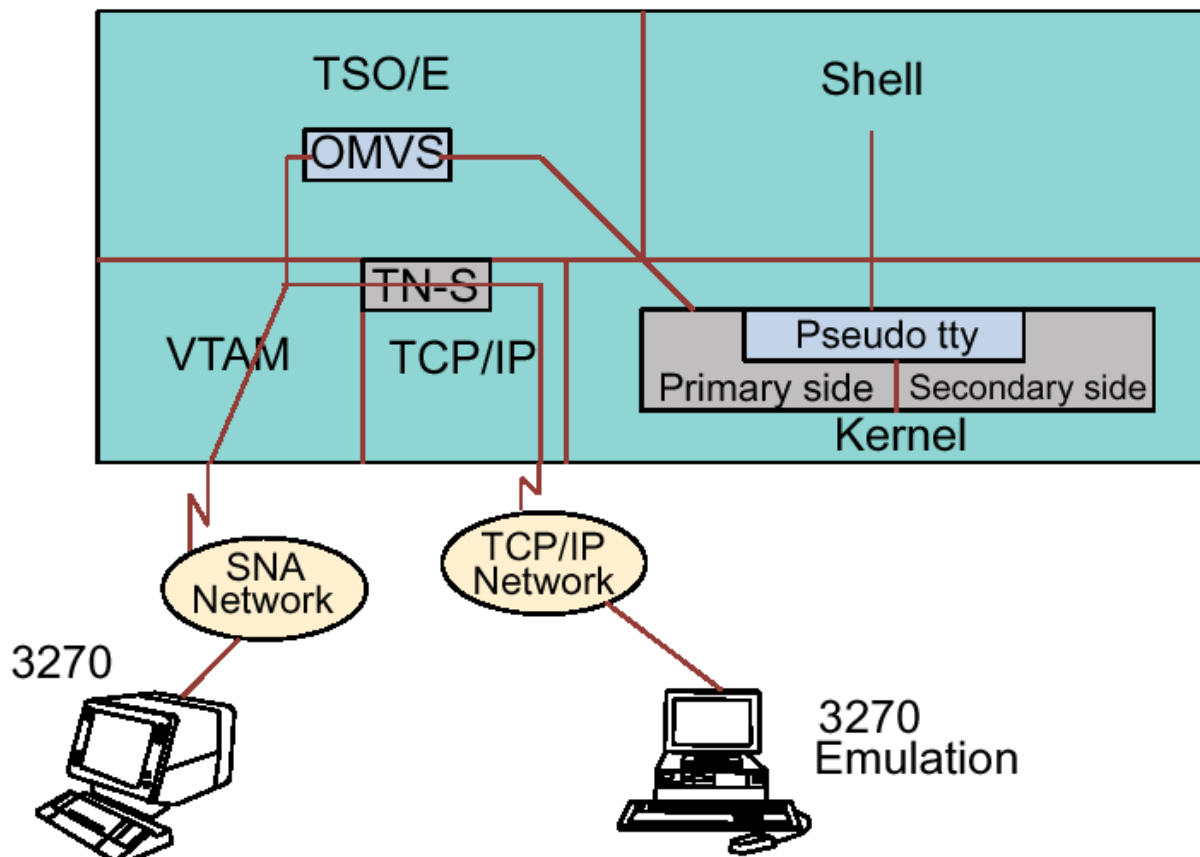 TSO/E
Shell
OMVS
TN-S
VTAM
TCP/IP
Pseudo tty
Primary side
Secondary side
Kernel
SNA
Network
TCP/IP
Network
3270
3270
Emulation